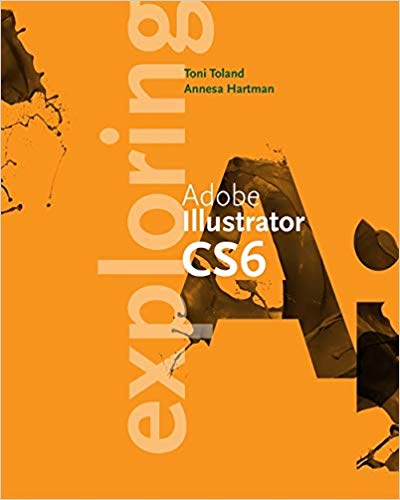 Toni Toland
Annesa Hartman
exploring
Adobe
Illustrator
CS6
Ai